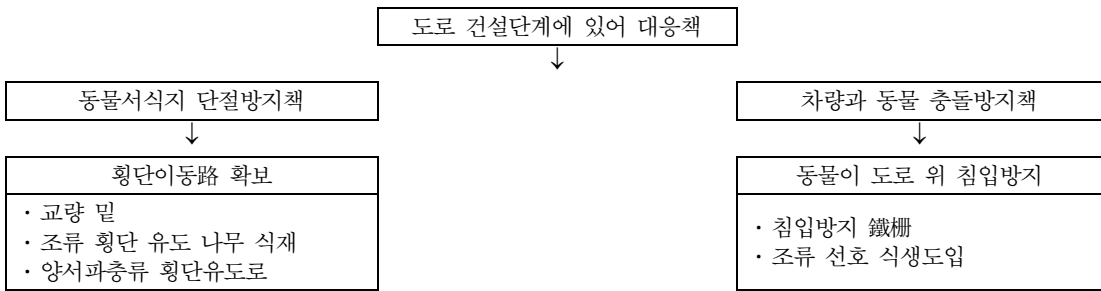 도로 건설단계에 있어 대응책
↓
동물서식지 단절방지책
↓
횡단이동路 확보
· 교량 밑
· 조류 횡단 유도 나무 식재
· 양서파충류 횡단유도로
차량과 동물 충돌방지책
↓
동물이 도로 위 침입방지
· 침입방지 鐵柵
· 조류 선호 식생도입